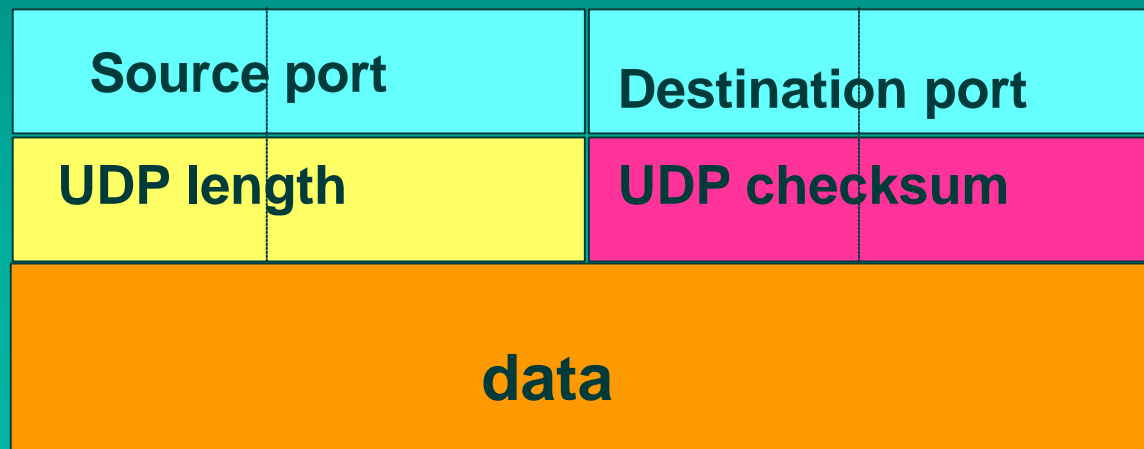 Source port
Destination port
UDP length
UDP checksum
data